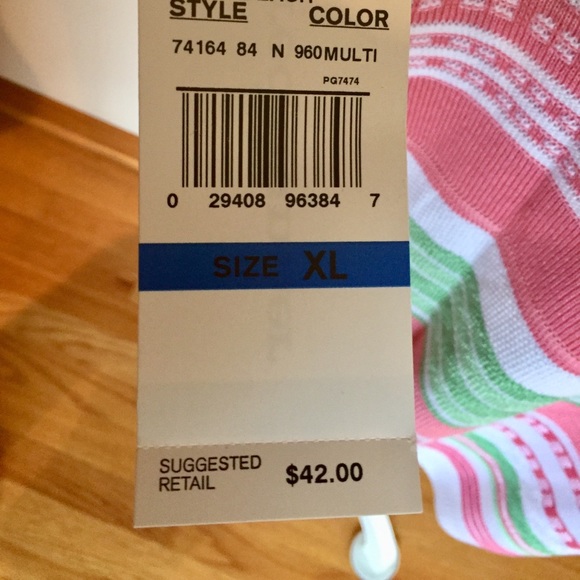 STYLE COLOR
74164 84 N 960MULTI
PG7474
0 29408 96384 7
SIZE XL
SUGGESTED
RETAIL $42.00